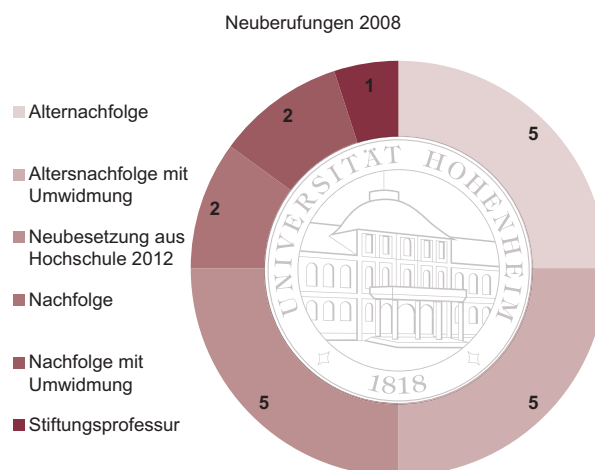 Neuberufungen 2008
Alternachfolge
Altersnachfolge mit
Umwidmung
Neubesetzung aus
Hochschule 2012
Nachfolge
Nachfolge mit
Umwidmung
Stiftungsprofessur
1
2
2
5
5
5
UNIVERSITÄT HOHENHEIM
1818